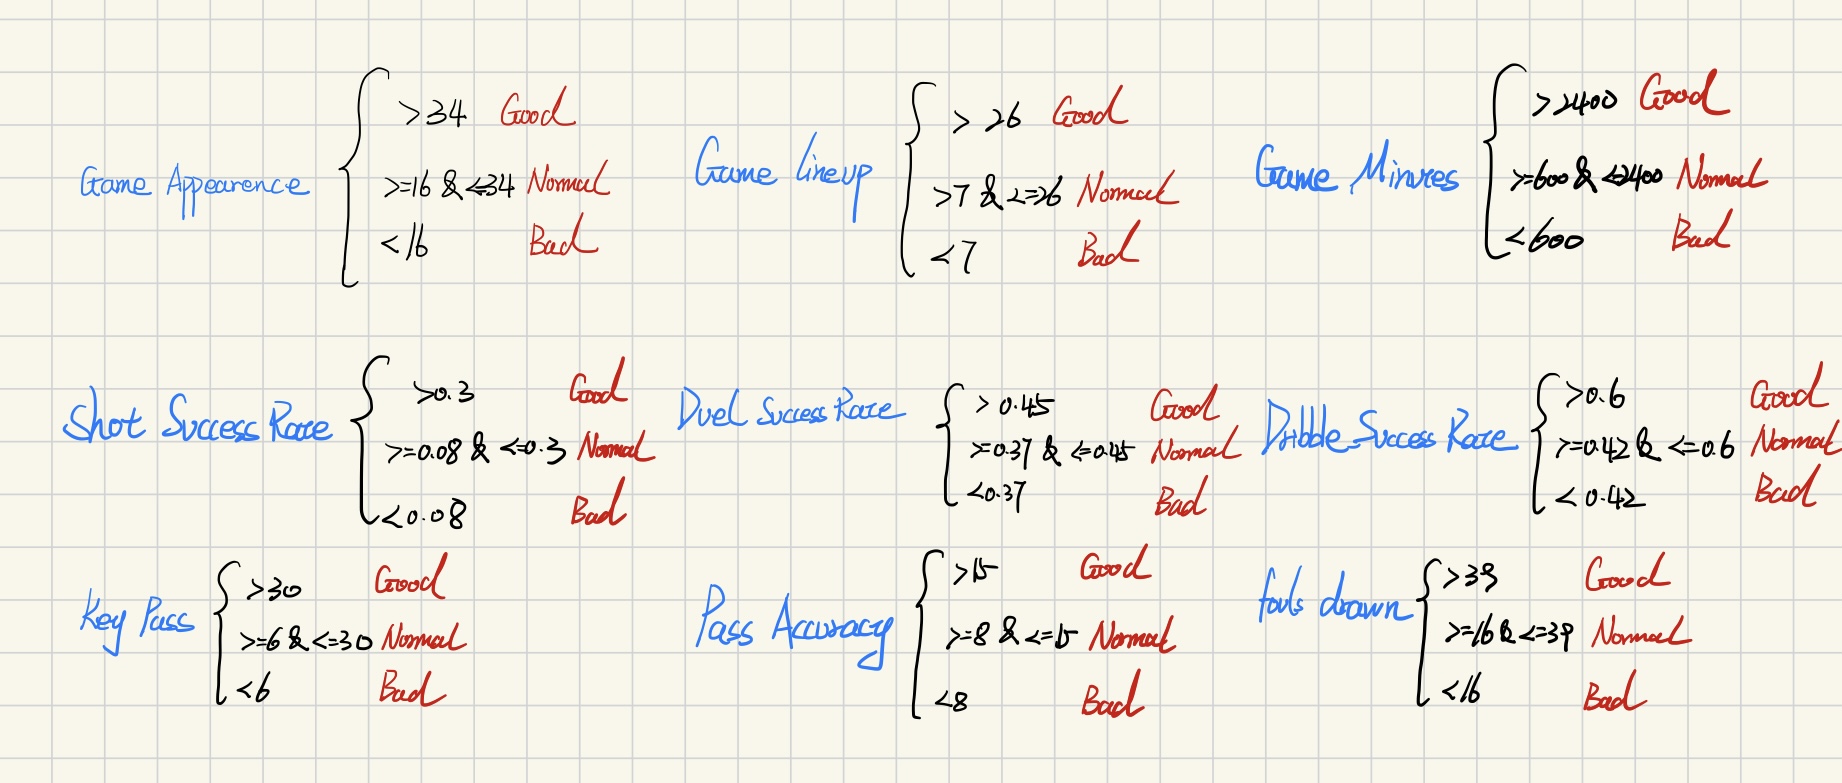 Game Appearence
>34 Good
>=16 & <=34 Normal
<16 Bad
Game Lineup
> 26 Good
>7 & <=26 Normal
<7 Bad
Game Minutes
>2400 Good
>=600 & <=2400 Normal
<600 Bad
Shot Success Rate
>0.3 Good
>=0.08 & <=0.3 Normal
<0.08 Bad
Duel Success Rate
> 0.45 Good
>=0.37 & <=0.45 Normal
<0.37 Bad
Dribble Success Rate
>0.6 Good
>=0.42 & <=0.6 Normal
< 0.42 Bad
Key Pass
>30 Good
>=6 & <=30 Normal
<6 Bad
Pass Accuracy
>15 Good
>=8 & <=15 Normal
<8 Bad
fouls drawn
>39 Good
>=16 & <=39 Normal
<16 Bad